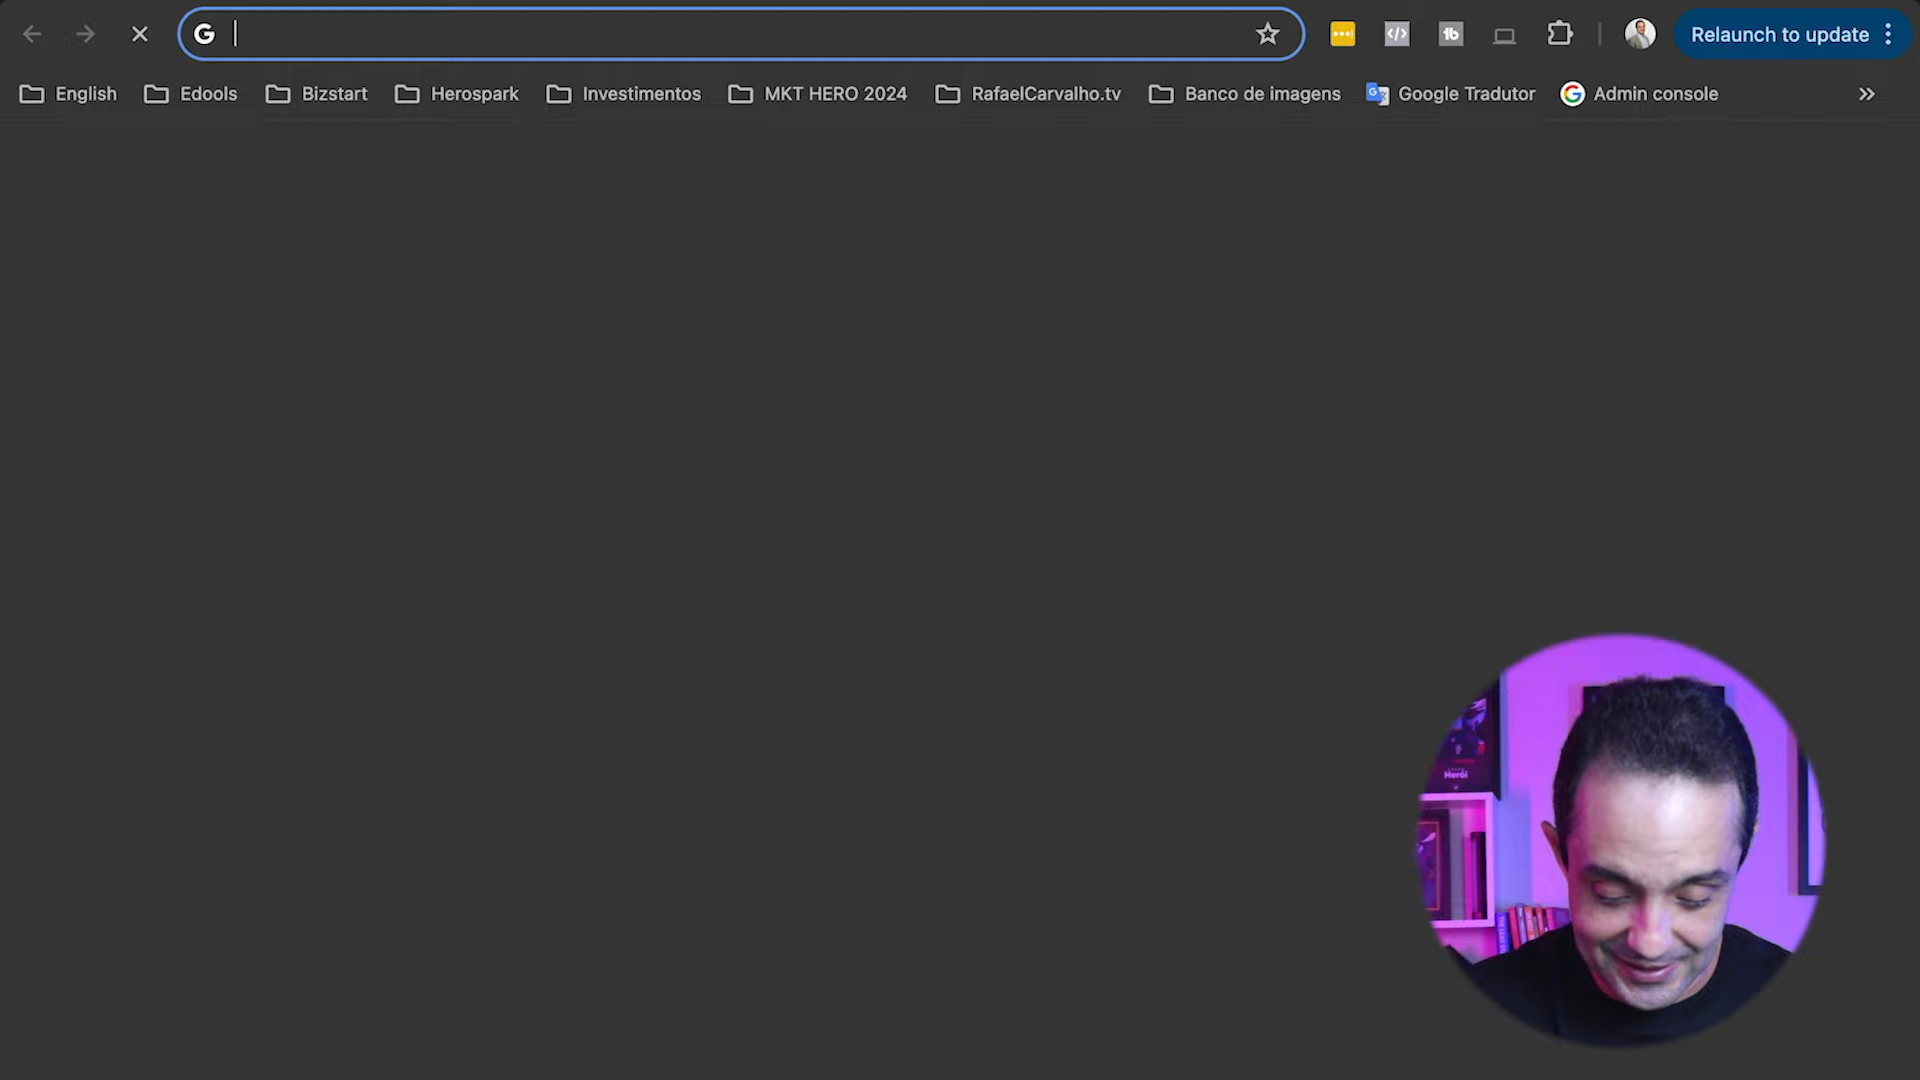 Relaunch to update
English Edools Bizstart Herospark Investimentos MKT HERO 2024 RafaelCarvalho.tv Banco de imagens Google Tradutor Admin console
Herói